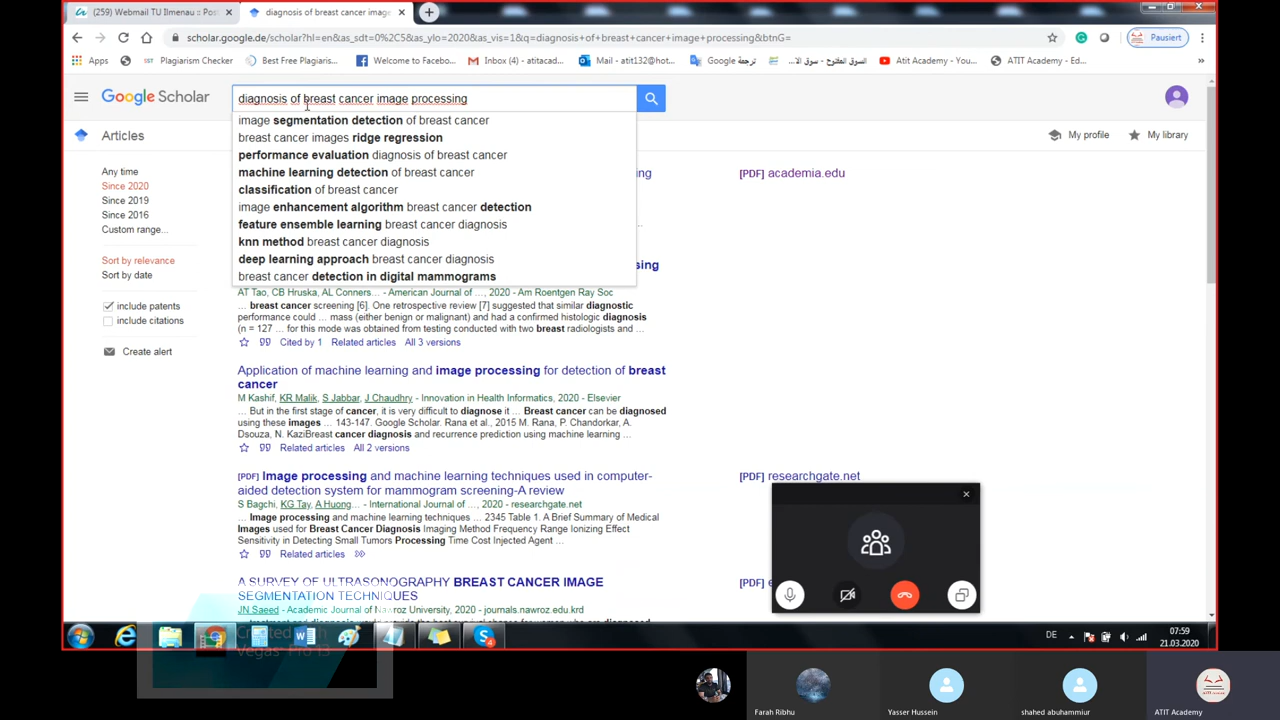 (259) Webmail TU Ilmenau :: Post
diagnosis of breast cancer image
scholar.google.de/scholar?hl=en&as_sdt=0%2C5&as_ylo=2020&as_vis=1&q=diagnosis+of+breast+cancer+image+processing&btnG=
Pausiert
Apps
Plagiarism Checker
Best Free Plagiaris...
Welcome to Facebo...
Inbox (4) - atitacad...
Mail - atit132@hot...
ترجمة Google
السوق المفتوح - سوق الإ...
Atit Academy - You...
ATIT Academy - Ed...
Google Scholar
diagnosis of breast cancer image processing
Articles
My profile
My library
image segmentation detection of breast cancer
breast cancer images ridge regression
performance evaluation diagnosis of breast cancer
machine learning detection of breast cancer
classification of breast cancer
image enhancement algorithm breast cancer detection
feature ensemble learning breast cancer diagnosis
knn method breast cancer diagnosis
deep learning approach breast cancer diagnosis
breast cancer detection in digital mammograms
Any time
Since 2020
Since 2019
Since 2016
Custom range...
Sort by relevance
Sort by date
include patents
include citations
Create alert
[PDF] academia.edu
AT Tao, CB Hruska, AL Conners... - American Journal of ..., 2020 - Am Roentgen Ray Soc
... breast cancer screening [6]. One retrospective review [7] suggested that similar diagnostic
performance could ... mass (either benign or malignant) and had a confirmed histologic diagnosis
(n = 127 ... for this mode was obtained from testing conducted with two breast radiologists and ...
Cited by 1 Related articles All 3 versions
Application of machine learning and image processing for detection of breast
cancer
M Kashif, KR Malik, S Jabbar, J Chaudhry - Innovation in Health Informatics, 2020 - Elsevier
... But in the first stage of cancer, it is very difficult to diagnose it ... Breast cancer can be diagnosed
using these images ... 143-147. Google Scholar. Rana et al., 2015 M. Rana, P. Chandorkar, A.
Dsouza, N. KaziBreast cancer diagnosis and recurrence prediction using machine learning ...
Related articles All 2 versions
[PDF] Image processing and machine learning techniques used in computer-
aided detection system for mammogram screening-A review
[PDF] researchgate.net
S Bagchi, KG Tay, A Huong... - International Journal of ..., 2020 - researchgate.net
... Image processing and machine learning techniques ... 2345 Table 1. A Brief Summary of Medical
Images used for Breast Cancer Diagnosis Imaging Method Frequency Range Ionizing Effect
Sensitivity in Detecting Small Tumors Processing Time Cost Injected Agent ...
Related articles
A SURVEY OF ULTRASONOGRAPHY BREAST CANCER IMAGE
SEGMENTATION TECHNIQUES
[PDF]
JN Saeed - Academic Journal of Nawroz University, 2020 - journals.nawroz.edu.krd
Created with
Vegas Pro 13
DE
07:59
21.03.2020
Farah Ribhu
Yasser Hussein
shahed abuhammiur
ATIT Academy